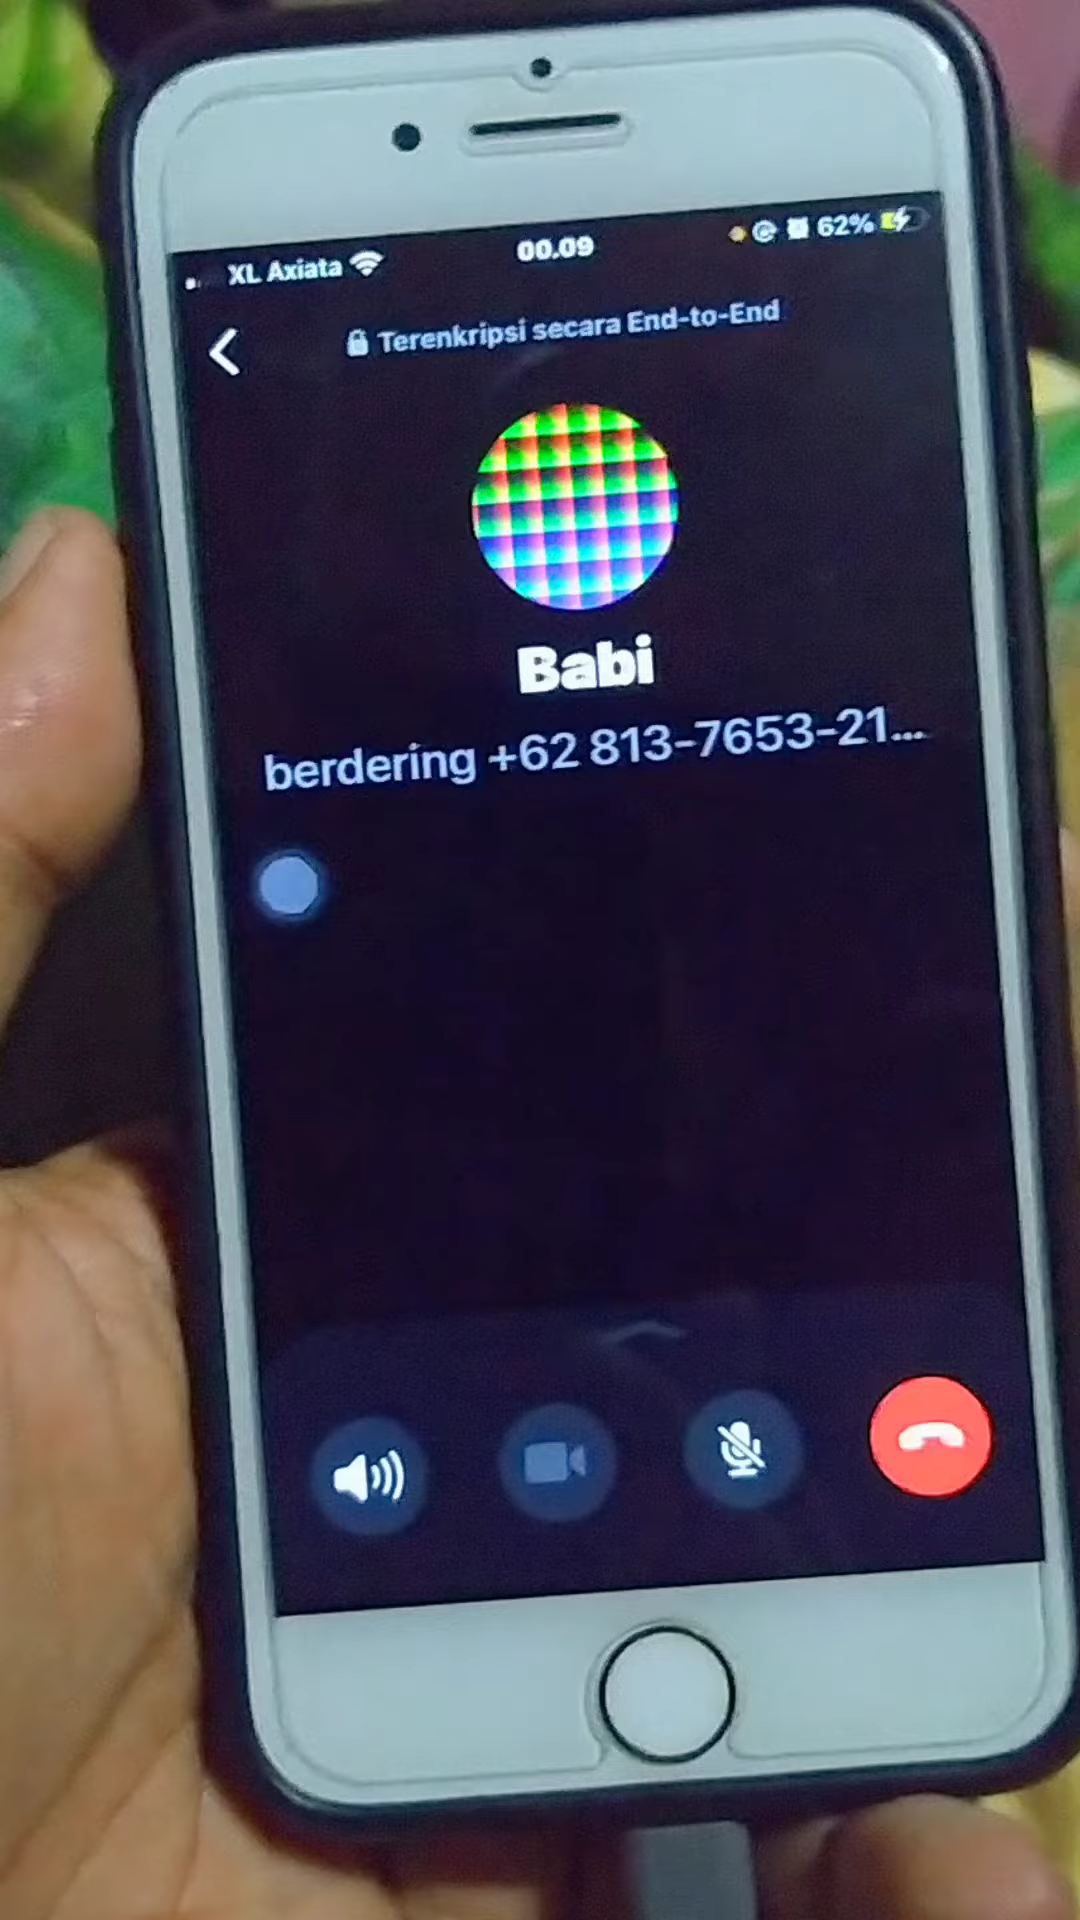 XL Axiata 00.09 62%
Terenkripsi secara End-to-End
Babi
berdering +62 813-7653-21...